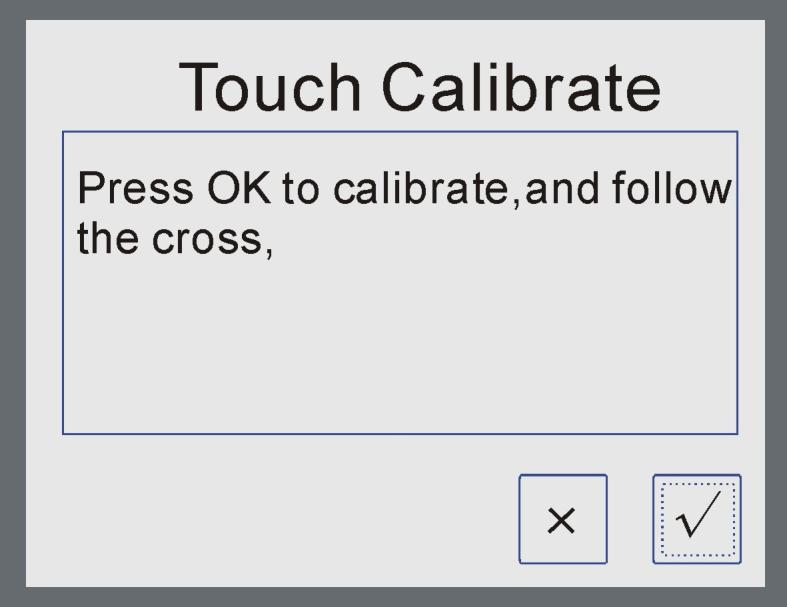 Touch Calibrate
Press OK to calibrate,and follow
the cross,
× √